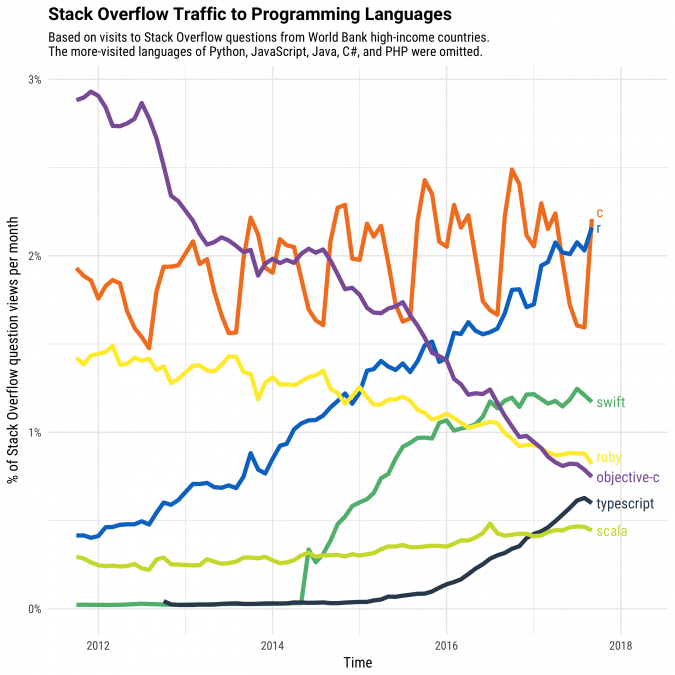 Stack Overflow Traffic to Programming Languages
Based on visits to Stack Overflow questions from World Bank high-income countries.
The more-visited languages of Python, JavaScript, Java, C#, and PHP were omitted.
% of Stack Overflow question views per month
3%
2%
1%
0%
c
r
swift
ruby
objective-c
typescript
scala
2012
2014
2016
2018
Time